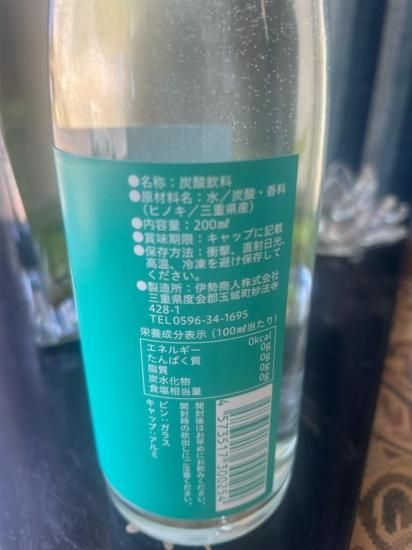 ●名称：炭酸飲料
●原材料名：水／炭酸・香料
（ヒノキ／三重県産）
●内容量：200㎖
●賞味期限：キャップに記載
●保存方法：衝撃、直射日光、
高温、冷凍を避け保存して
ください。
●製造所：伊勢商人株式会社
三重県度会郡玉城町妙法寺
428-1
TEL0596-34-1695
栄養成分表示（100㎖当たり）
エネルギー 0kcal
たんぱく質 0g
脂質 0g
炭水化物 0g
食塩相当量 0g
開封後はお早めにお飲みください。
開封時の吹出しにご注意ください。
ビン：ガラス
キャップ：アルミ
4573517300254